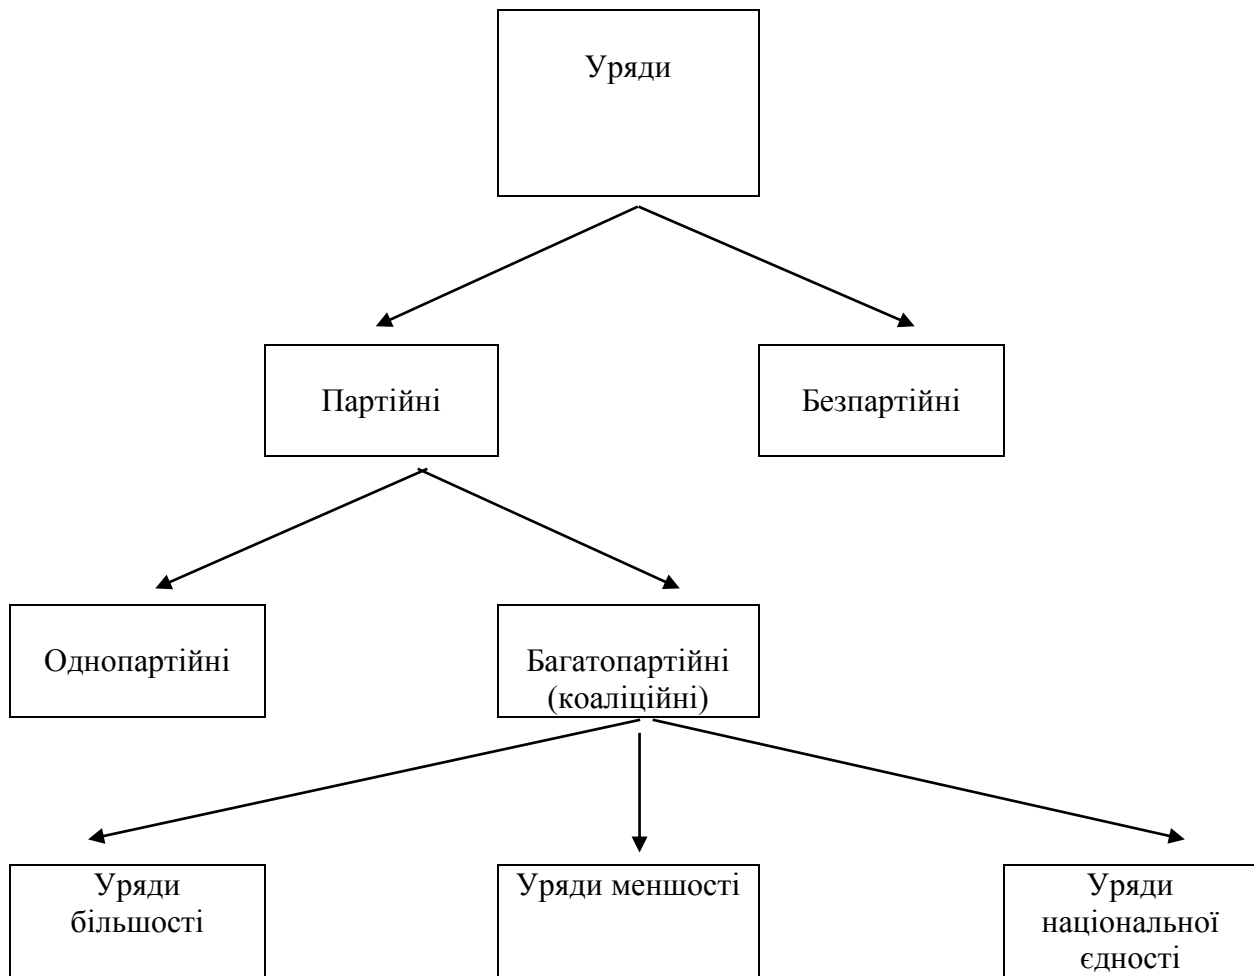 Уряди
Партійні
Безпартійні
Однопартійні
Багатопартійні
(коаліційні)
Уряди
більшості
Уряди меншості
Уряди
національної
єдності